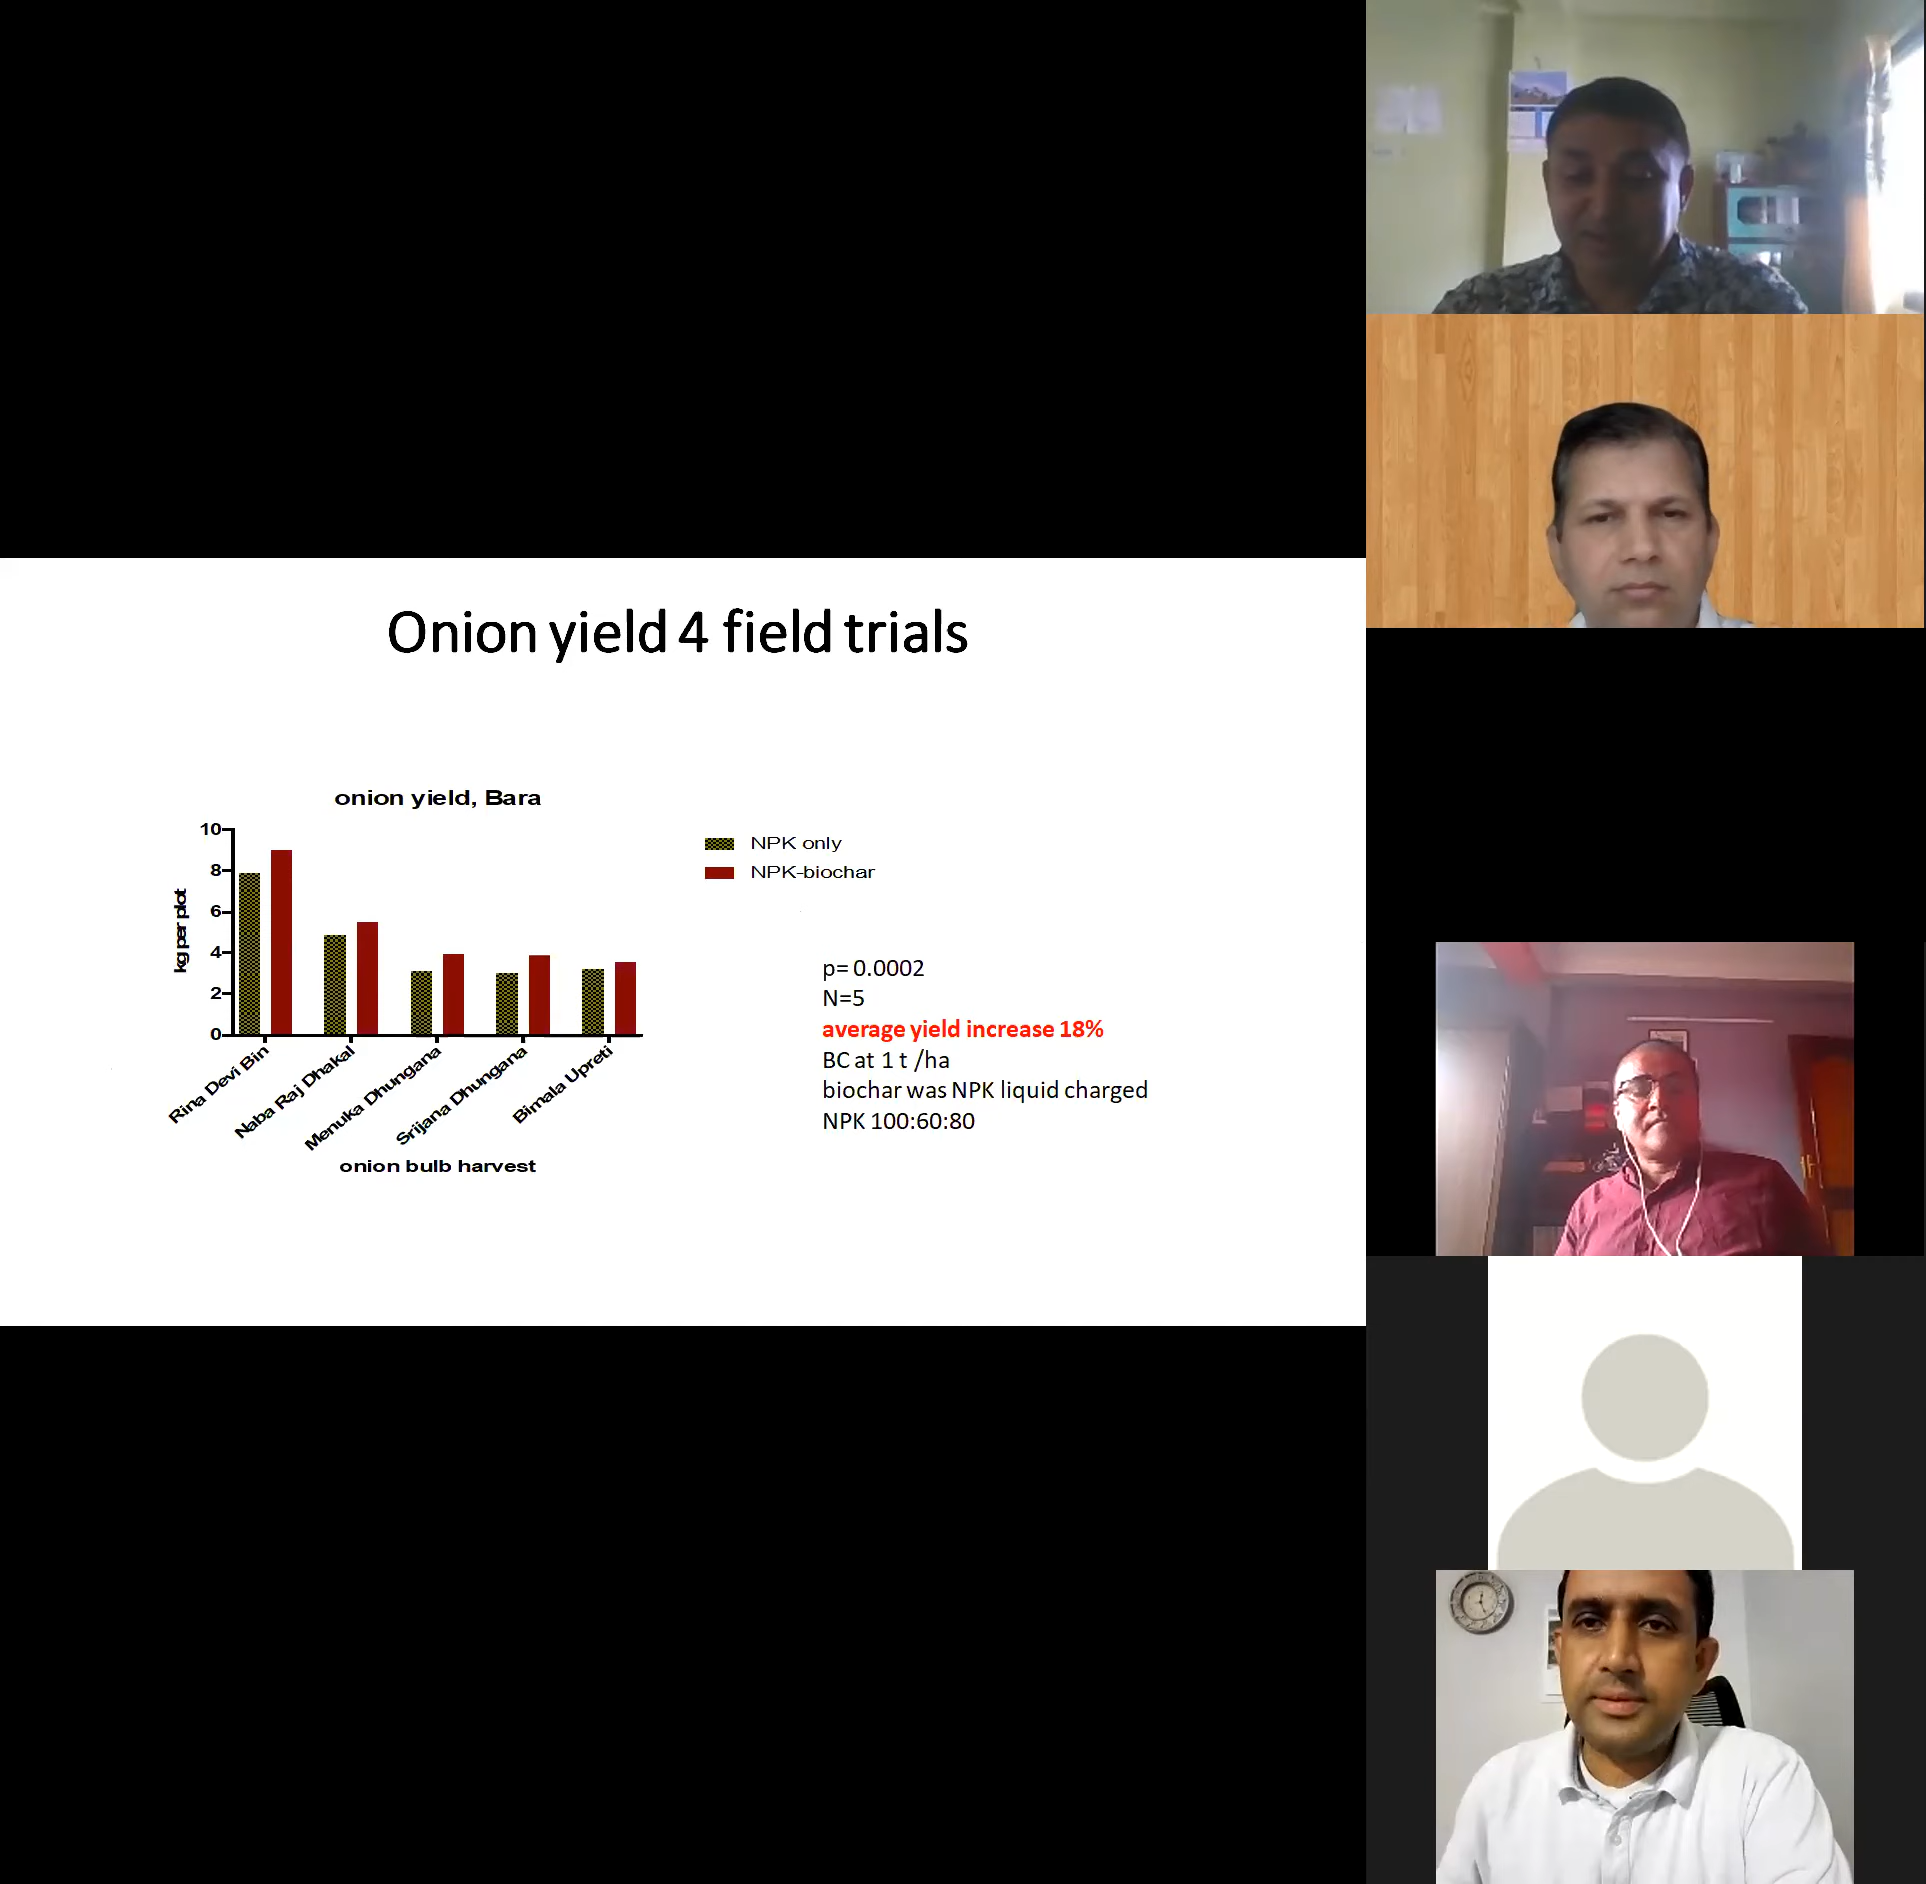 Onion yield 4 field trials
onion yield, Bara
kg per plot
10
8
6
4
2
0
Rina Devi Bin
Naba Raj Dhakal
Menuka Dhungana
Srijana Dhungana
Bimala Upreti
onion bulb harvest
NPK only
NPK-biochar
p= 0.0002
N=5
average yield increase 18%
BC at 1 t /ha
biochar was NPK liquid charged
NPK 100:60:80